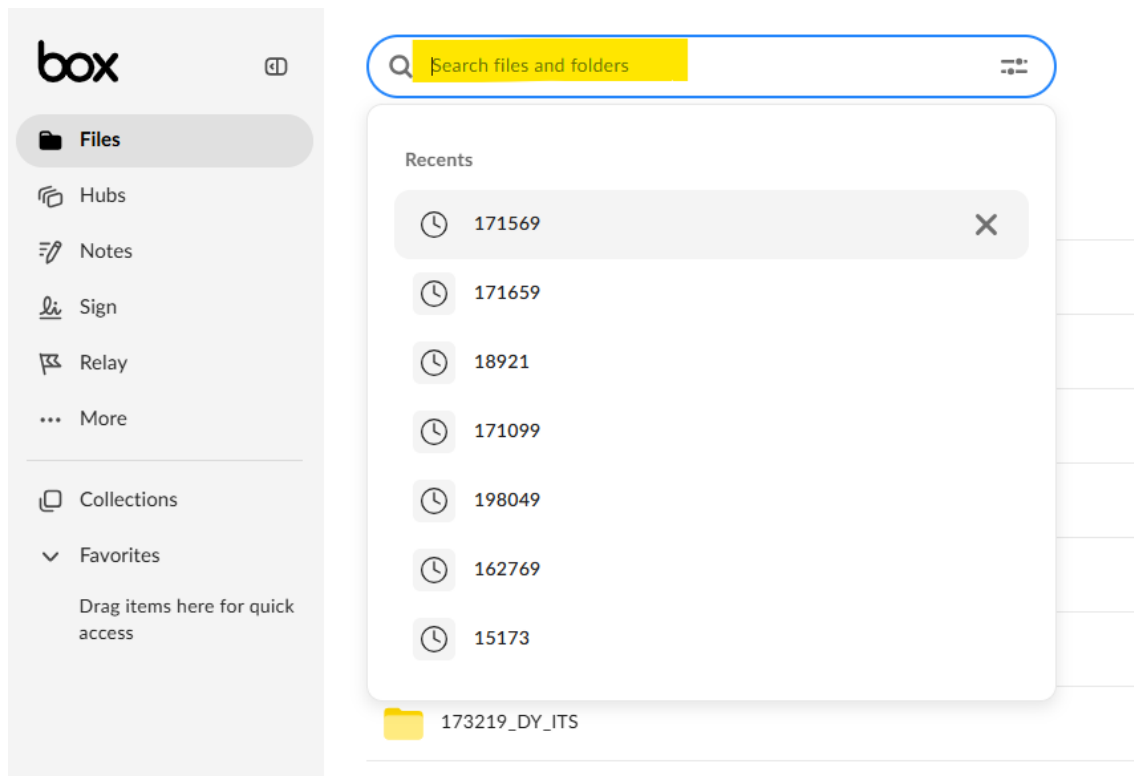 box
Files
Hubs
Notes
Sign
Relay
More
Collections
Favorites
Drag items here for quick
access
Search files and folders
Recents
171569
171659
18921
171099
198049
162769
15173
173219_DY_ITS